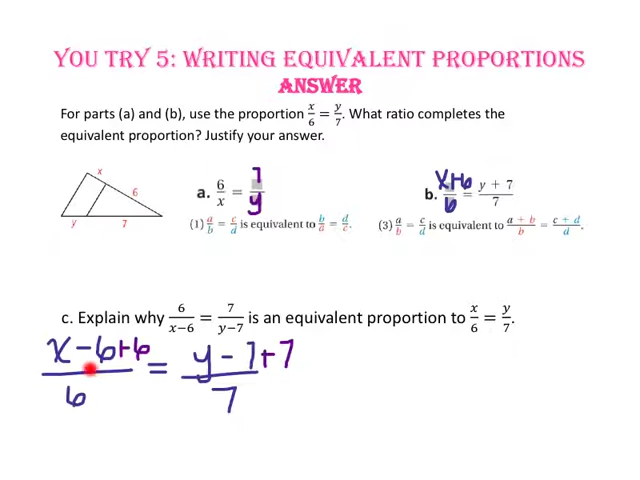 YOU TRY 5: WRITING EQUIVALENT PROPORTIONS
ANSWER
For parts (a) and (b), use the proportion x/6 = y/7. What ratio completes the
equivalent proportion? Justify your answer.
x
6
y
7
a. 6/x = 7/y
(1) a/b = c/d is equivalent to b/a = d/c.
b. x+6/6 = y + 7/7
(3) a/b = c/d is equivalent to a + b/b = c + d/d.
c. Explain why 6/x−6 = 7/y−7 is an equivalent proportion to x/6 = y/7.
x - 6 + 6/6 = y - 7 + 7/7